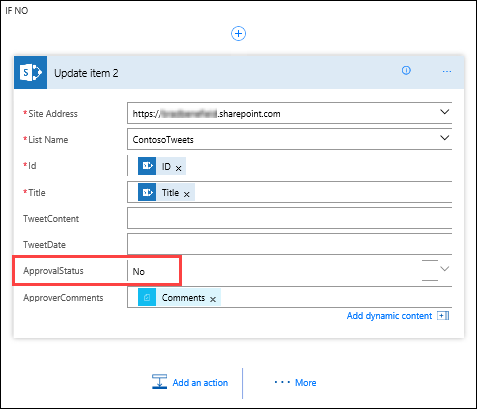 IF NO
Update item 2
* Site Address https:// .sharepoint.com
* List Name ContosoTweets
* Id ID x
* Title Title x
TweetContent
TweetDate
ApprovalStatus No
ApproverComments Comments x
Add dynamic content
Add an action ··· More